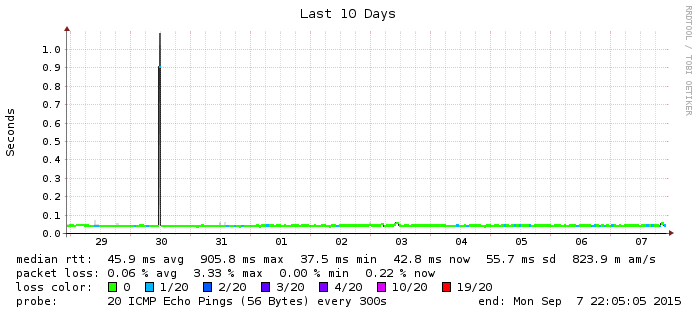 Last 10 Days
RRDTOOL / TOBI OETIKER
Seconds
1.0
0.9
0.8
0.7
0.6
0.5
0.4
0.3
0.2
0.1
0.0
29 30 31 01 02 03 04 05 06 07
median rtt: 45.9 ms avg 905.8 ms max 37.5 ms min 42.8 ms now 55.7 ms sd 823.9 m am/s
packet loss: 0.06 % avg 3.33 % max 0.00 % min 0.22 % now
loss color: 0 1/20 2/20 3/20 4/20 10/20 19/20
probe: 20 ICMP Echo Pings (56 Bytes) every 300s end: Mon Sep 7 22:05:05 2015